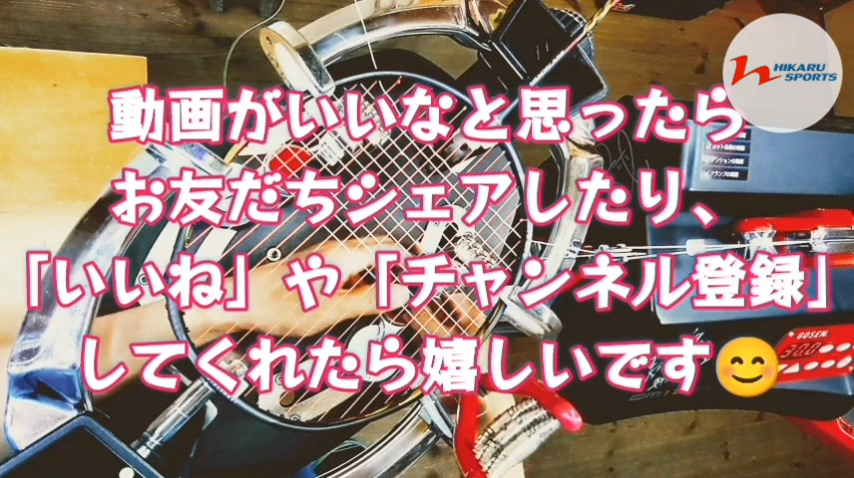 HIKARU
SPORTS
動画がいいなと思ったら
お友だちシェアしたり、
「いいね」や「チャンネル登録」
してくれたら嬉しいです😊
GOSEN